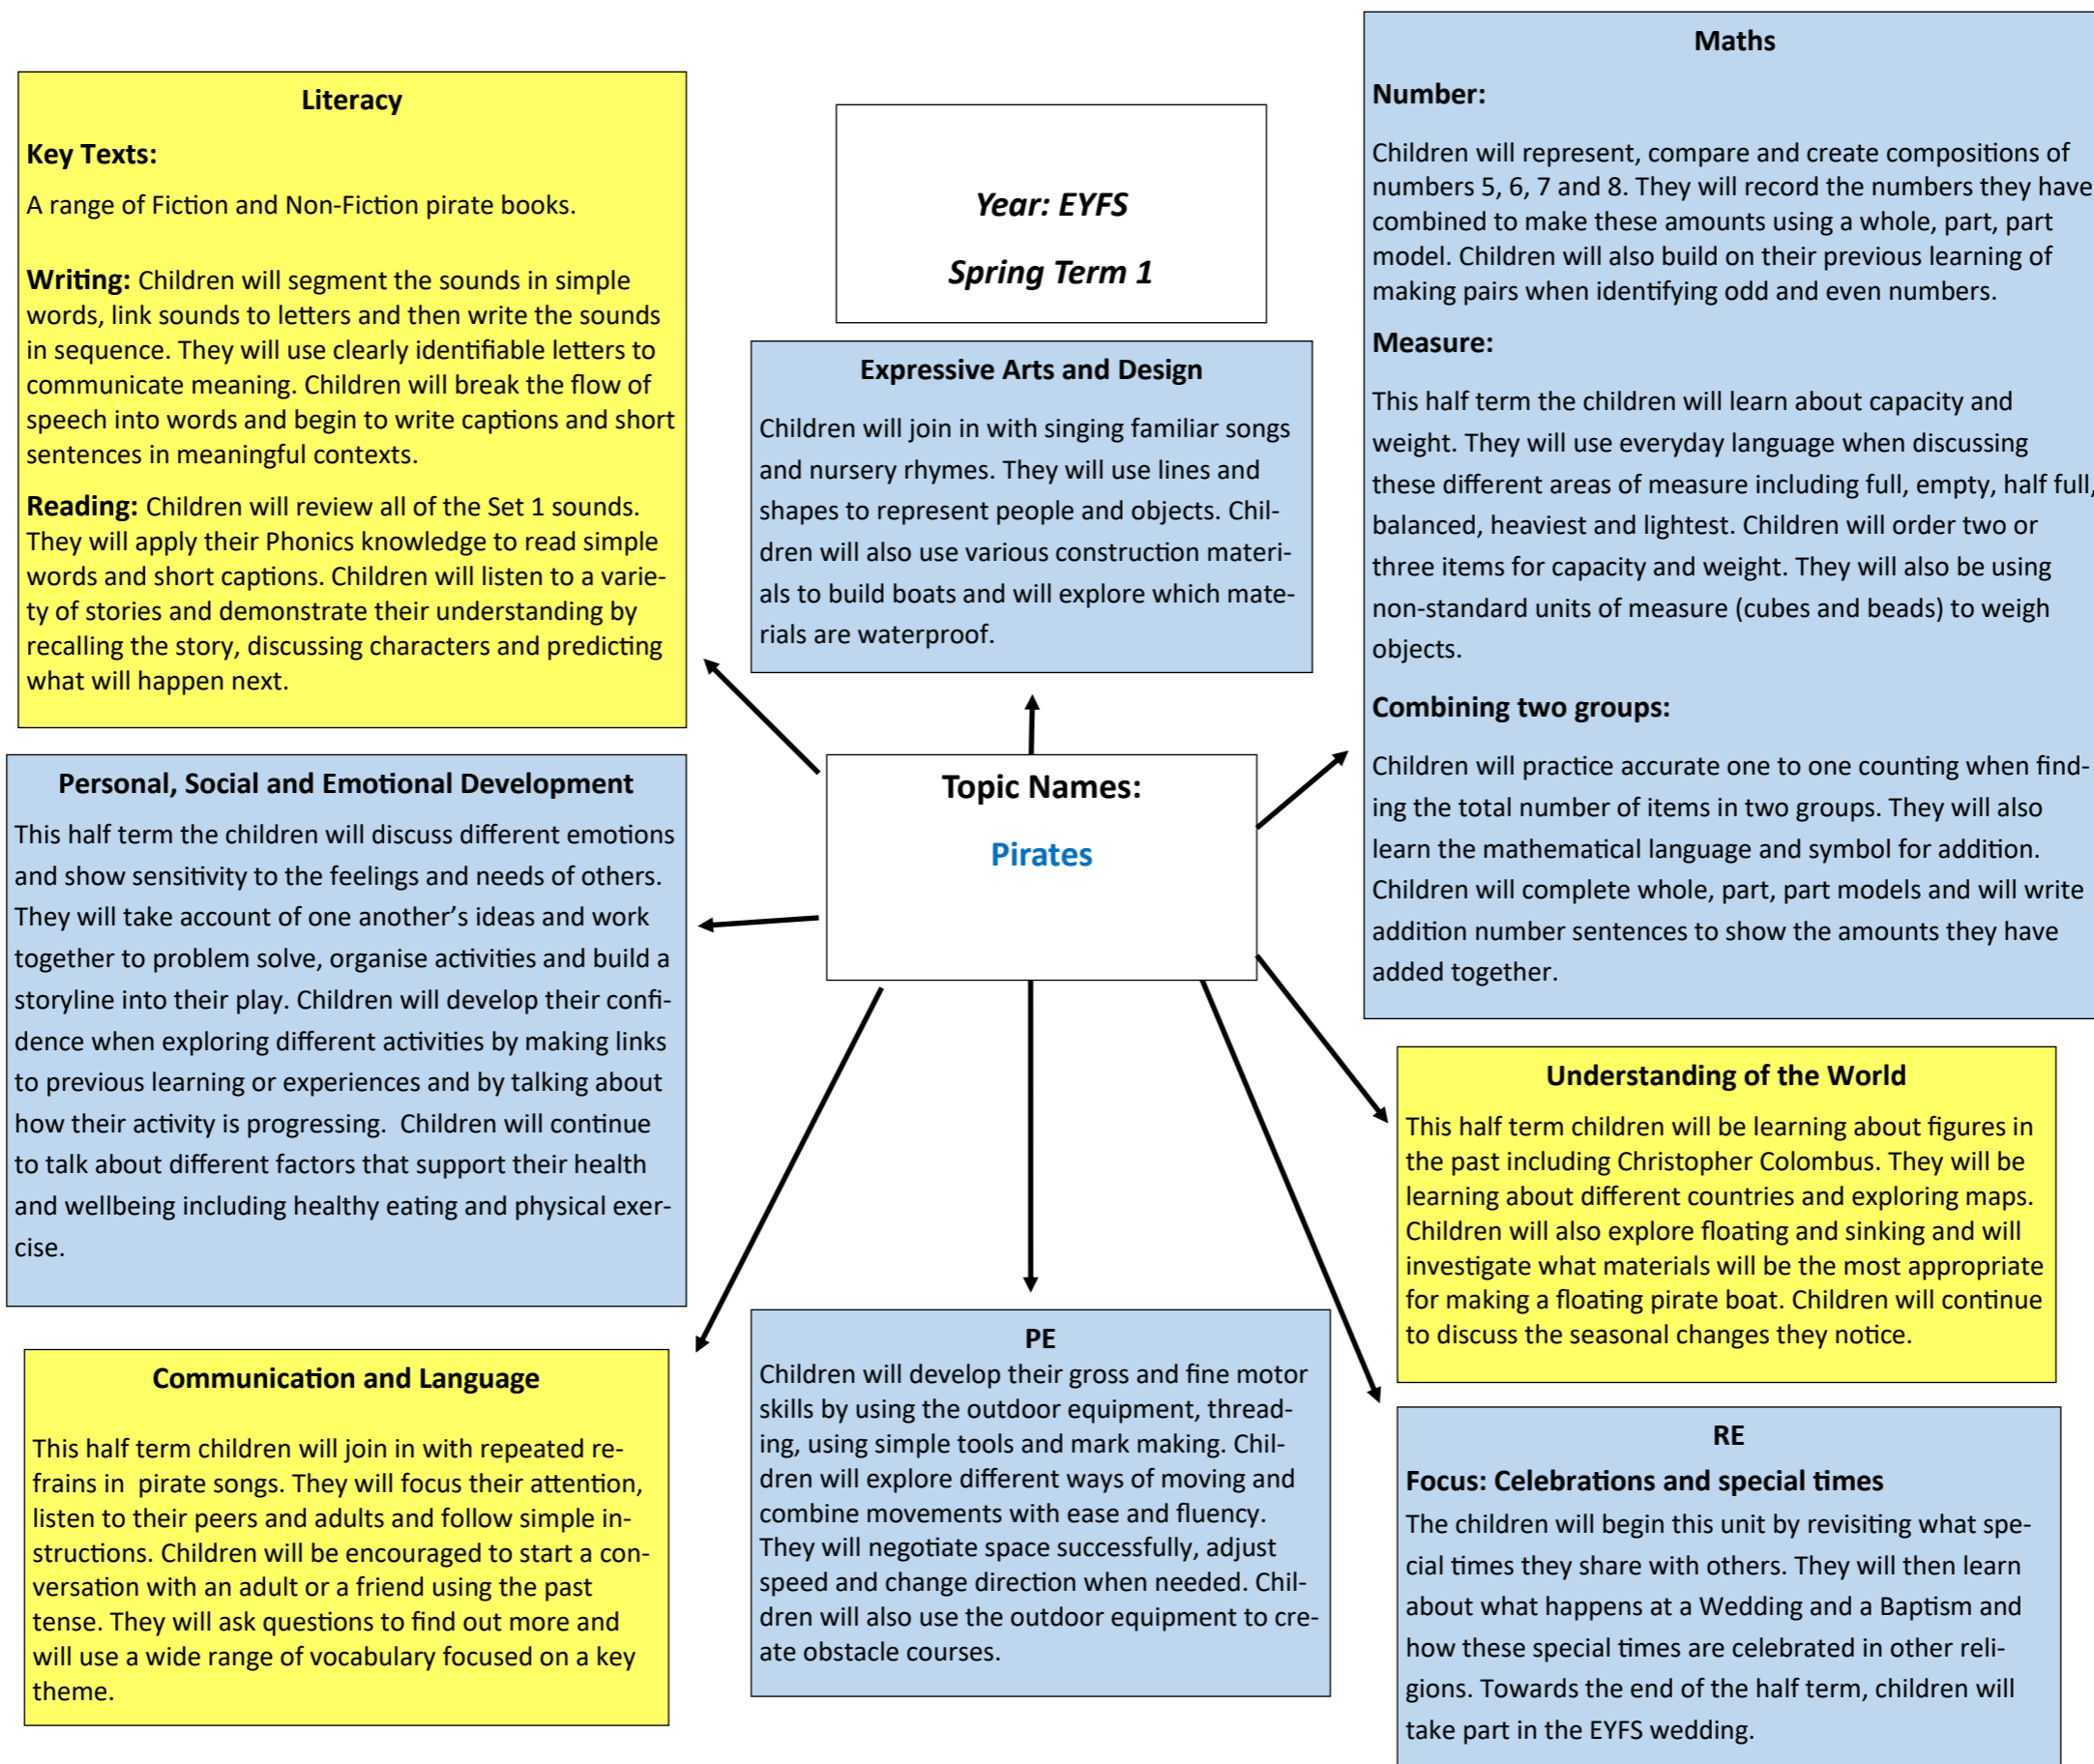 Literacy
Key Texts:
A range of Fiction and Non-Fiction pirate books.
Writing: Children will segment the sounds in simple
words, link sounds to letters and then write the sounds
in sequence. They will use clearly identifiable letters to
communicate meaning. Children will break the flow of
speech into words and begin to write captions and short
sentences in meaningful contexts.
Reading: Children will review all of the Set 1 sounds.
They will apply their Phonics knowledge to read simple
words and short captions. Children will listen to a varie-
ty of stories and demonstrate their understanding by
recalling the story, discussing characters and predicting
what will happen next.
Year: EYFS
Spring Term 1
Expressive Arts and Design
Children will join in with singing familiar songs
and nursery rhymes. They will use lines and
shapes to represent people and objects. Chil-
dren will also use various construction materi-
als to build boats and will explore which mate-
rials are waterproof.
Maths
Number:
Children will represent, compare and create compositions of
numbers 5, 6, 7 and 8. They will record the numbers they have
combined to make these amounts using a whole, part, part
model. Children will also build on their previous learning of
making pairs when identifying odd and even numbers.
Measure:
This half term the children will learn about capacity and
weight. They will use everyday language when discussing
these different areas of measure including full, empty, half full,
balanced, heaviest and lightest. Children will order two or
three items for capacity and weight. They will also be using
non-standard units of measure (cubes and beads) to weigh
objects.
Combining two groups:
Children will practice accurate one to one counting when find-
ing the total number of items in two groups. They will also
learn the mathematical language and symbol for addition.
Children will complete whole, part, part models and will write
addition number sentences to show the amounts they have
added together.
Personal, Social and Emotional Development
This half term the children will discuss different emotions
and show sensitivity to the feelings and needs of others.
They will take account of one another's ideas and work
together to problem solve, organise activities and build a
storyline into their play. Children will develop their confi-
dence when exploring different activities by making links
to previous learning or experiences and by talking about
how their activity is progressing.  Children will continue
to talk about different factors that support their health
and wellbeing including healthy eating and physical exer-
cise.
Topic Names:
Pirates
Understanding of the World
This half term children will be learning about figures in
the past including Christopher Colombus. They will be
learning about different countries and exploring maps.
Children will also explore floating and sinking and will
investigate what materials will be the most appropriate
for making a floating pirate boat. Children will continue
to discuss the seasonal changes they notice.
Communication and Language
This half term children will join in with repeated re-
frains in  pirate songs. They will focus their attention,
listen to their peers and adults and follow simple in-
structions. Children will be encouraged to start a con-
versation with an adult or a friend using the past
tense. They will ask questions to find out more and
will use a wide range of vocabulary focused on a key
theme.
PE
Children will develop their gross and fine motor
skills by using the outdoor equipment, thread-
ing, using simple tools and mark making. Chil-
dren will explore different ways of moving and
combine movements with ease and fluency.
They will negotiate space successfully, adjust
speed and change direction when needed. Chil-
dren will also use the outdoor equipment to cre-
ate obstacle courses.
RE
Focus: Celebrations and special times
The children will begin this unit by revisiting what spe-
cial times they share with others. They will then learn
about what happens at a Wedding and a Baptism and
how these special times are celebrated in other reli-
gions. Towards the end of the half term, children will
take part in the EYFS wedding.